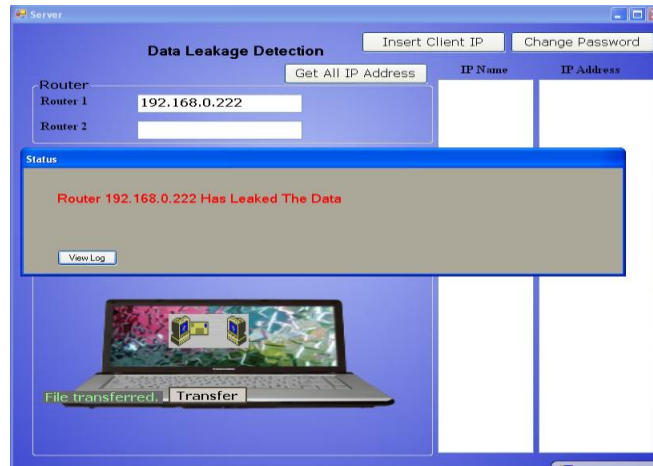 Server
Insert Client IP
Change Password
Data Leakage Detection
Get All IP Address
IP Name
IP Address
Router
Router 1
192.168.0.222
Router 2
Status
Router 192.168.0.222 Has Leaked The Data
View Log
File transferred.
Transfer